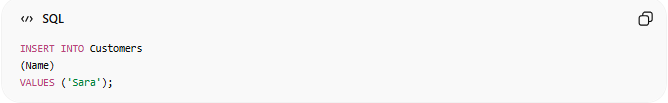 </> SQL
INSERT INTO Customers
(Name)
VALUES ('Sara');